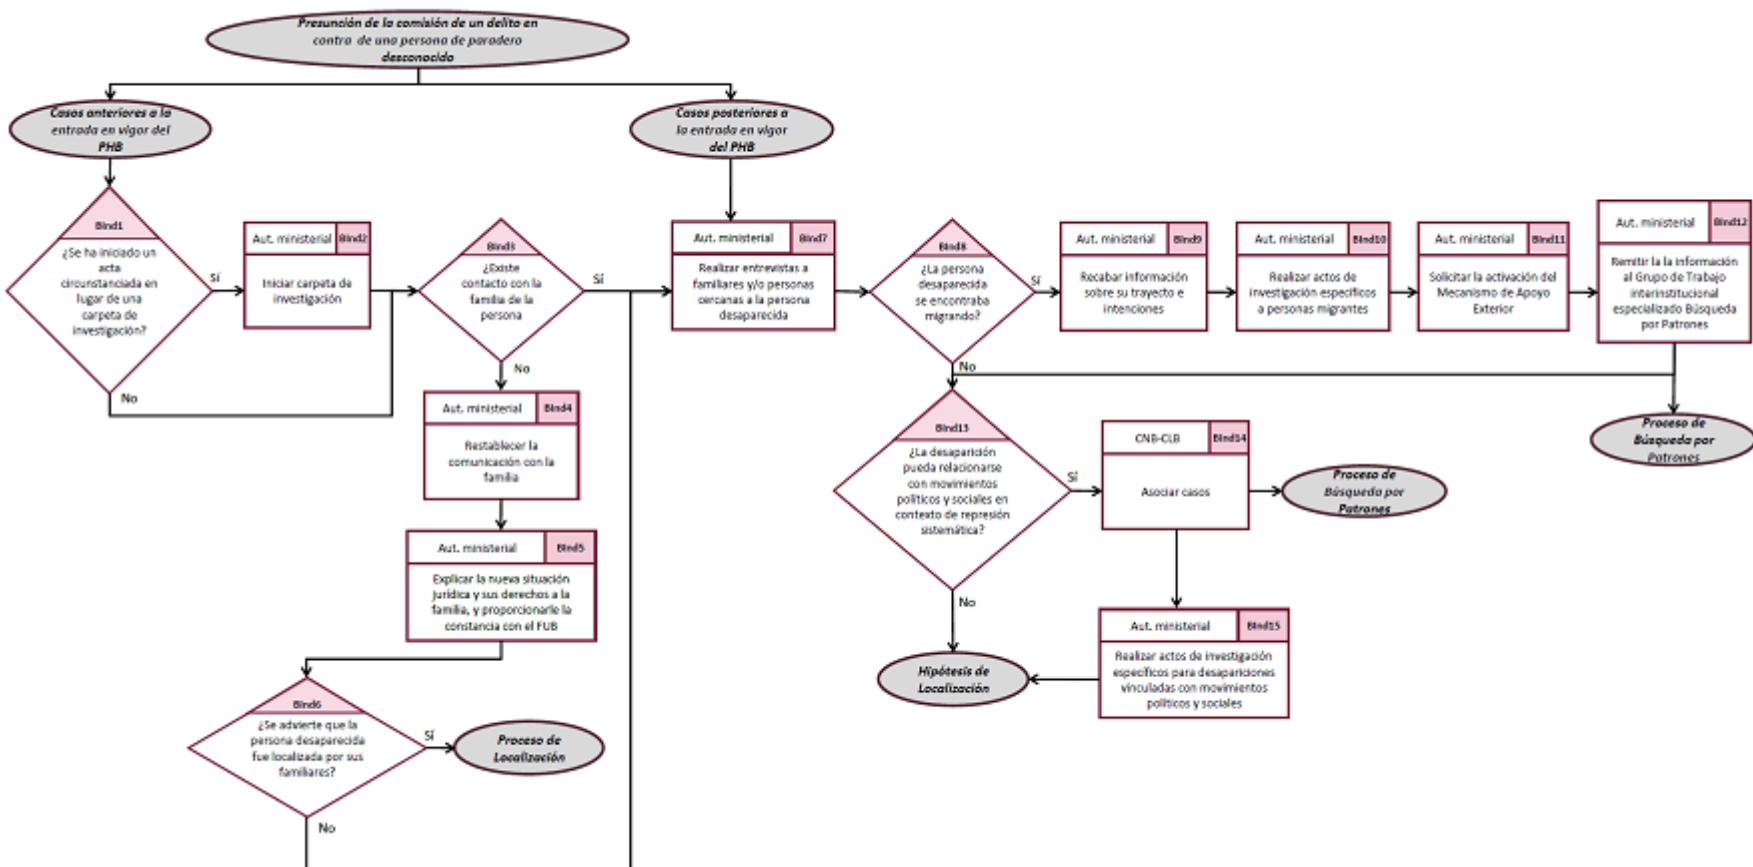 Presunción de la comisión de un delito en
contra de una persona de paradero
desconocido
Casos anteriores a la
entrada en vigor del
PHB
Casos posteriores a
la entrada en vigor
del PHB
BInd1
¿Se ha iniciado un
acta
circunstanciada en
lugar de una
carpeta de
investigación?
Sí
No
Aut. ministerial
BInd2
Iniciar carpeta de
investigación
BInd3
¿Existe
contacto con la
familia de la
persona
Sí
No
Aut. ministerial
BInd4
Restablecer la
comunicación con la
familia
Aut. ministerial
BInd5
Explicar la nueva situación
jurídica y sus derechos a la
familia, y proporcionarle la
constancia con el FUB
BInd6
¿Se advierte que la
persona desaparecida
fue localizada por sus
familiares?
Sí
No
Proceso de
Localización
Aut. ministerial
BInd7
Realizar entrevistas a
familiares y/o personas
cercanas a la persona
desaparecida
BInd8
¿La persona
desaparecida
se encontraba
migrando?
Sí
No
Aut. ministerial
BInd9
Recabar información
sobre su trayecto e
intenciones
Aut. ministerial
BInd10
Realizar actos de
investigación específicos
a personas migrantes
Aut. ministerial
BInd11
Solicitar la activación del
Mecanismo de Apoyo
Exterior
Aut. ministerial
BInd12
Remitir la la información
al Grupo de Trabajo
interinstitucional
especializado Búsqueda
por Patrones
Proceso de
Búsqueda por
Patrones
BInd13
¿La desaparición
pueda relacionarse
con movimientos
políticos y sociales en
contexto de represión
sistemática?
Sí
No
CNB-CLB
BInd14
Asociar casos
Proceso de
Búsqueda por
Patrones
Aut. ministerial
BInd15
Realizar actos de investigación
específicos para desapariciones
vinculadas con movimientos
políticos y sociales
Hipótesis de
Localización